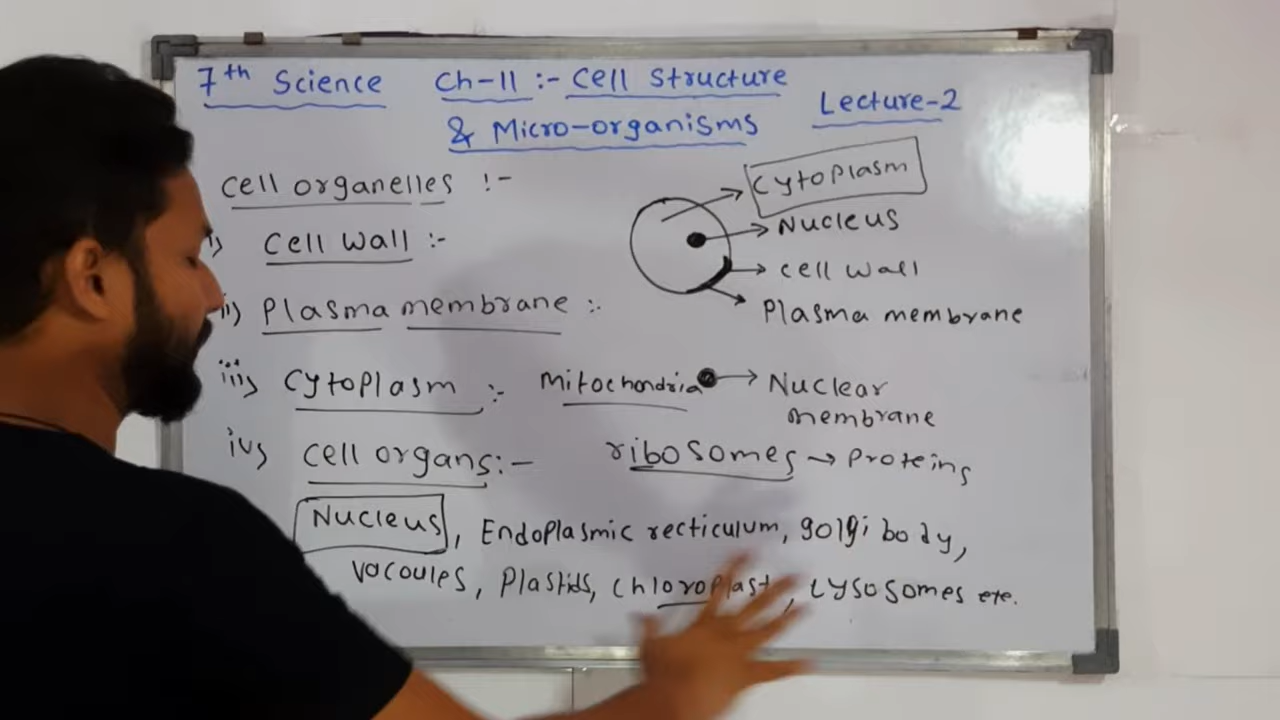 7th Science Ch-11 :- Cell Structure
& Micro-organisms Lecture-2
Cell organelles :-
Cytoplasm
Nucleus
i) Cell Wall :-
cell wall
ii) Plasma membrane :-
Plasma membrane
iii) Cytoplasm :- Mitochondria → Nuclear
membrane
iv) Cell organs :- ribosomes → Proteins
Nucleus, Endoplasmic recticulum, golgi body,
Vacoules, Plastids, Chloroplast, Lysosomes etc.